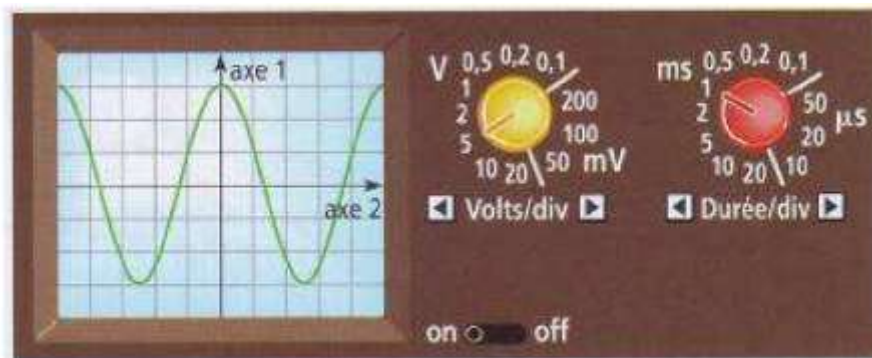 axe 1
axe 2
V 0,5 0,2 0,1
1
2
5
10 20 50 mV
100
200
Volts/div
ms 0,5 0,2 0,1
1
2
5
10 20 10
20
50 µs
Durée/div
on off